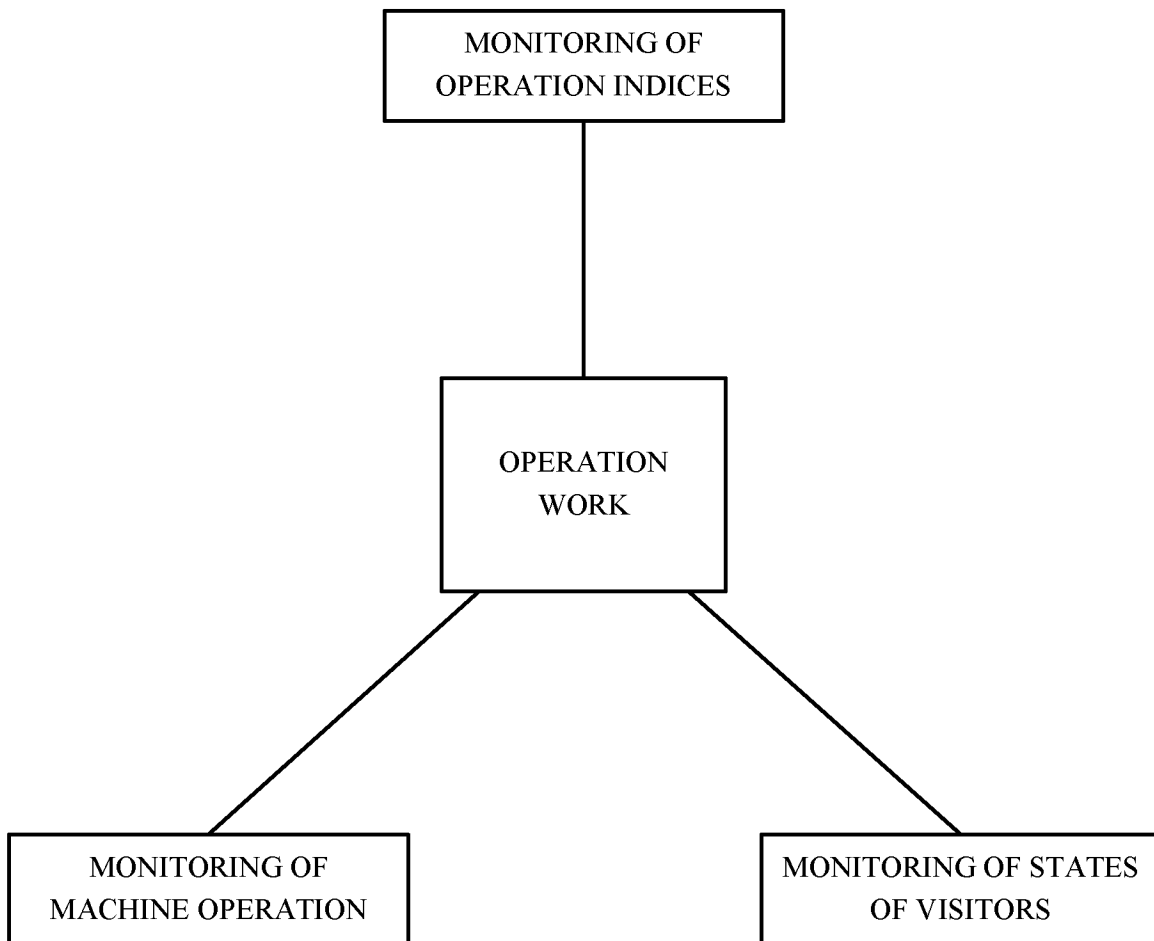 MONITORING OF
OPERATION INDICES
OPERATION
WORK
MONITORING OF
MACHINE OPERATION
MONITORING OF STATES
OF VISITORS